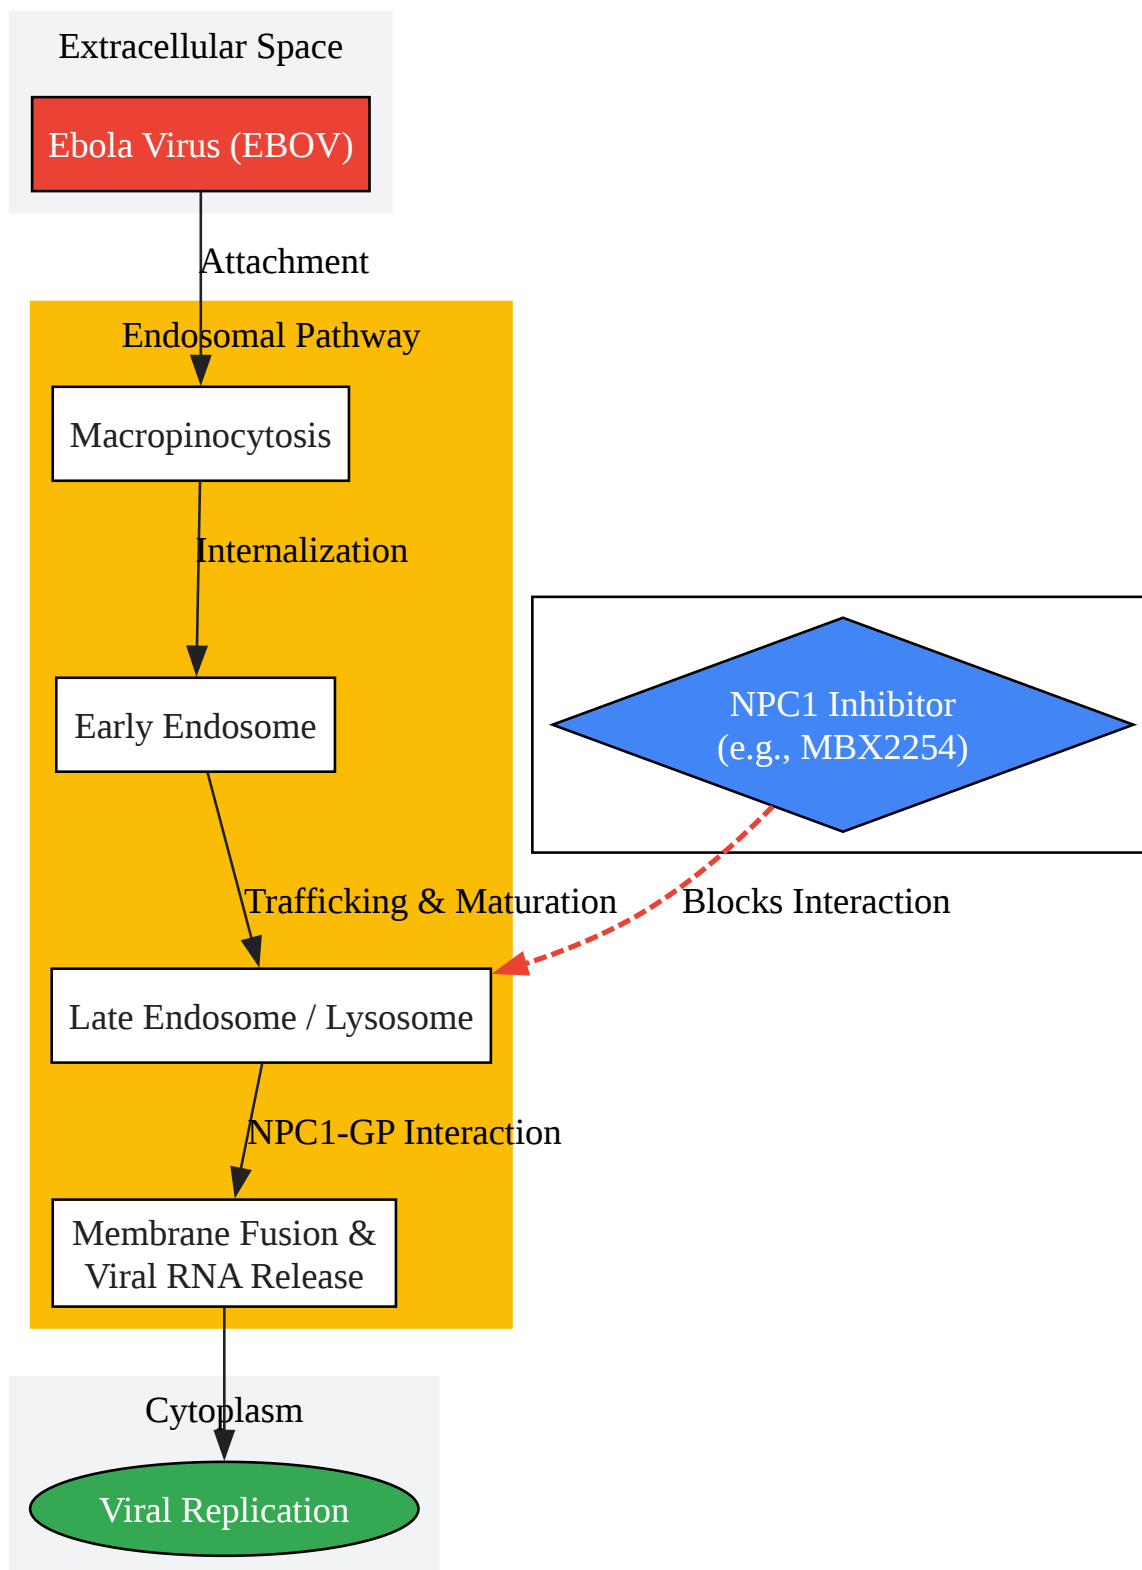 Extracellular Space
Ebola Virus (EBOV)
Attachment
Endosomal Pathway
Macropinocytosis
Internalization
Early Endosome
NPC1 Inhibitor
(e.g., MBX2254)
Trafficking & Maturation
Blocks Interaction
Late Endosome / Lysosome
NPC1-GP Interaction
Membrane Fusion &
Viral RNA Release
Cytoplasm
Viral Replication